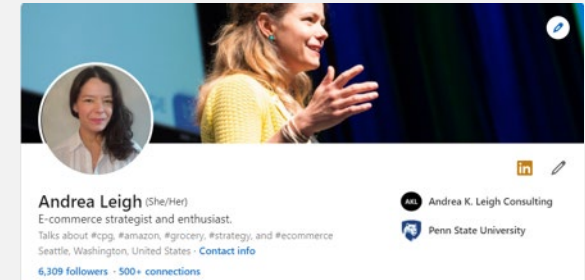 in
Andrea Leigh (She/Her)
E-commerce strategist and enthusiast.
Talks about #cpg, #amazon, #grocery, #strategy, and #ecommerce
Seattle, Washington, United States · Contact info
6,309 followers · 500+ connections
AKL Andrea K. Leigh Consulting
Penn State University